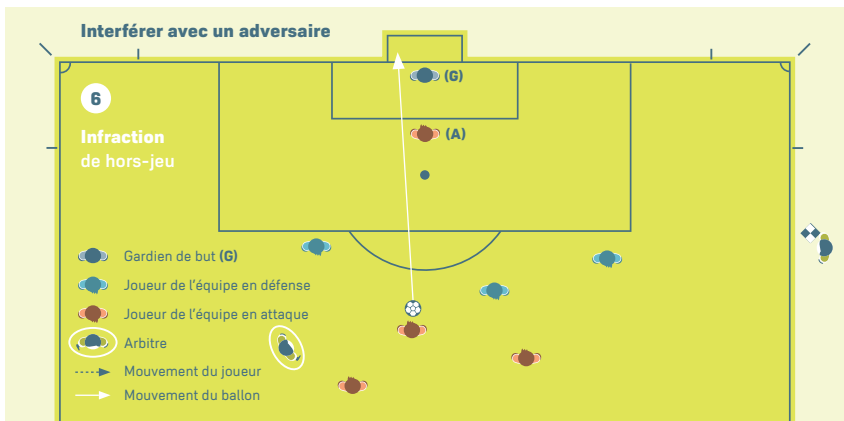 Interférer avec un adversaire
(G)
6
(A)
Infraction
de hors-jeu
Gardien de but (G)
Joueur de l'équipe en défense
Joueur de l'équipe en attaque
Arbitre
Mouvement du joueur
Mouvement du ballon